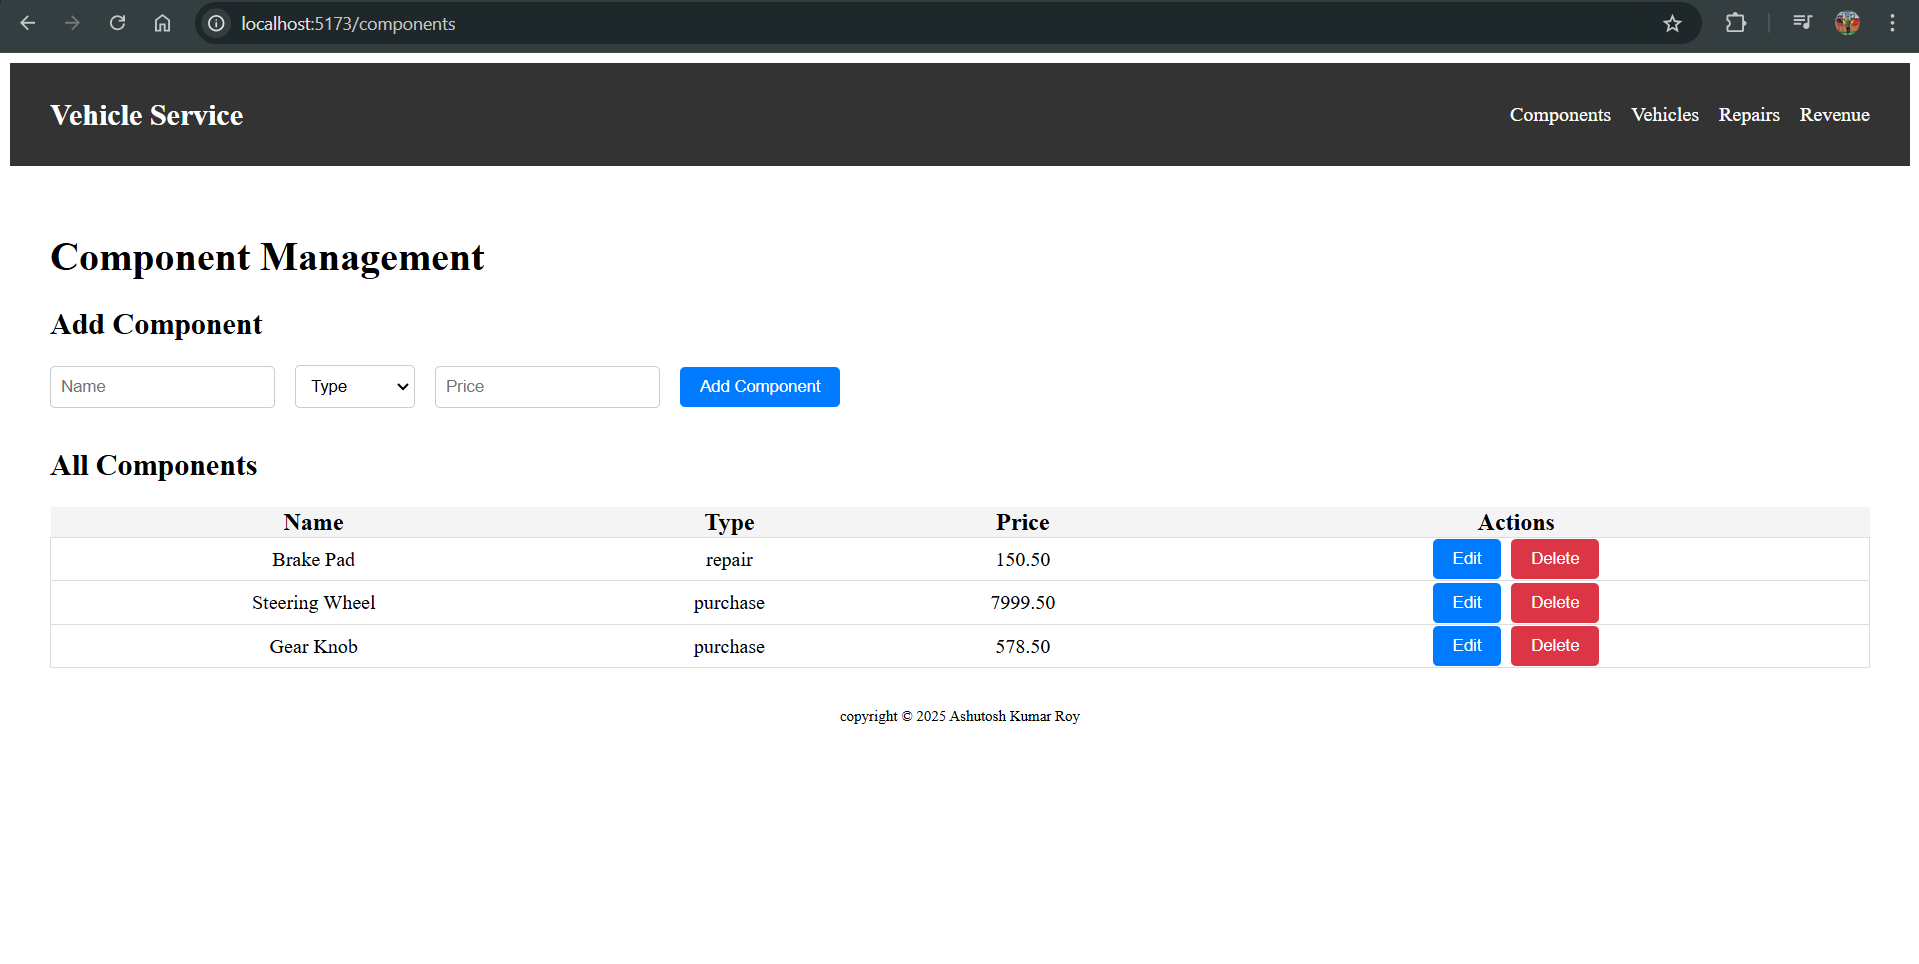 localhost:5173/components
Vehicle Service
Components Vehicles Repairs Revenue
Component Management
Add Component
Name Type Price Add Component
All Components
Name Type Price Actions
Brake Pad repair 150.50 Edit Delete
Steering Wheel purchase 7999.50 Edit Delete
Gear Knob purchase 578.50 Edit Delete
copyright © 2025 Ashutosh Kumar Roy